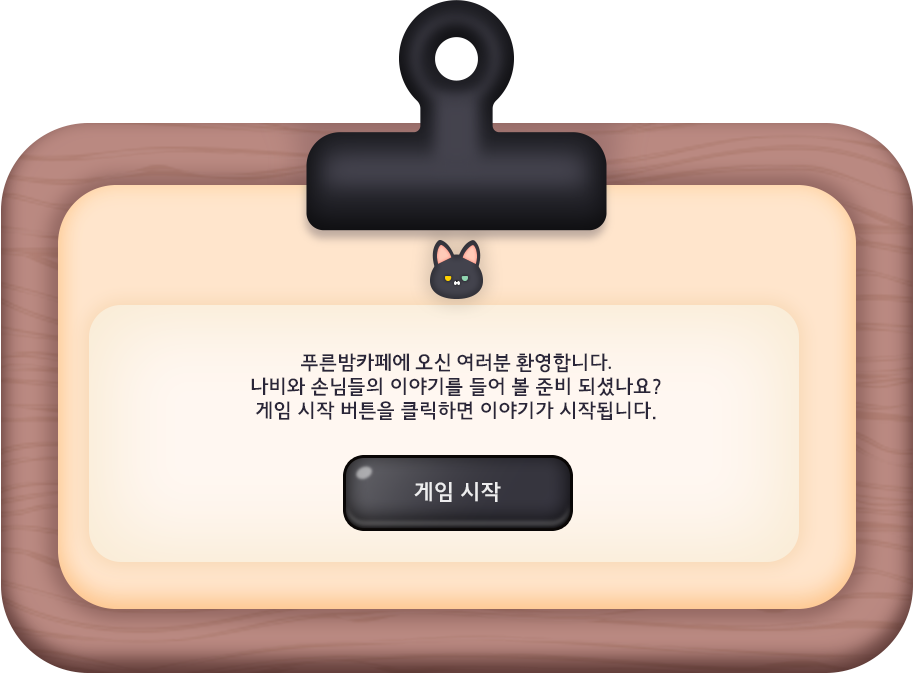 푸른밤카페에 오신 여러분 환영합니다.
나비와 손님들의 이야기를 들어 볼 준비 되셨나요?
게임 시작 버튼을 클릭하면 이야기가 시작됩니다.
게임 시작